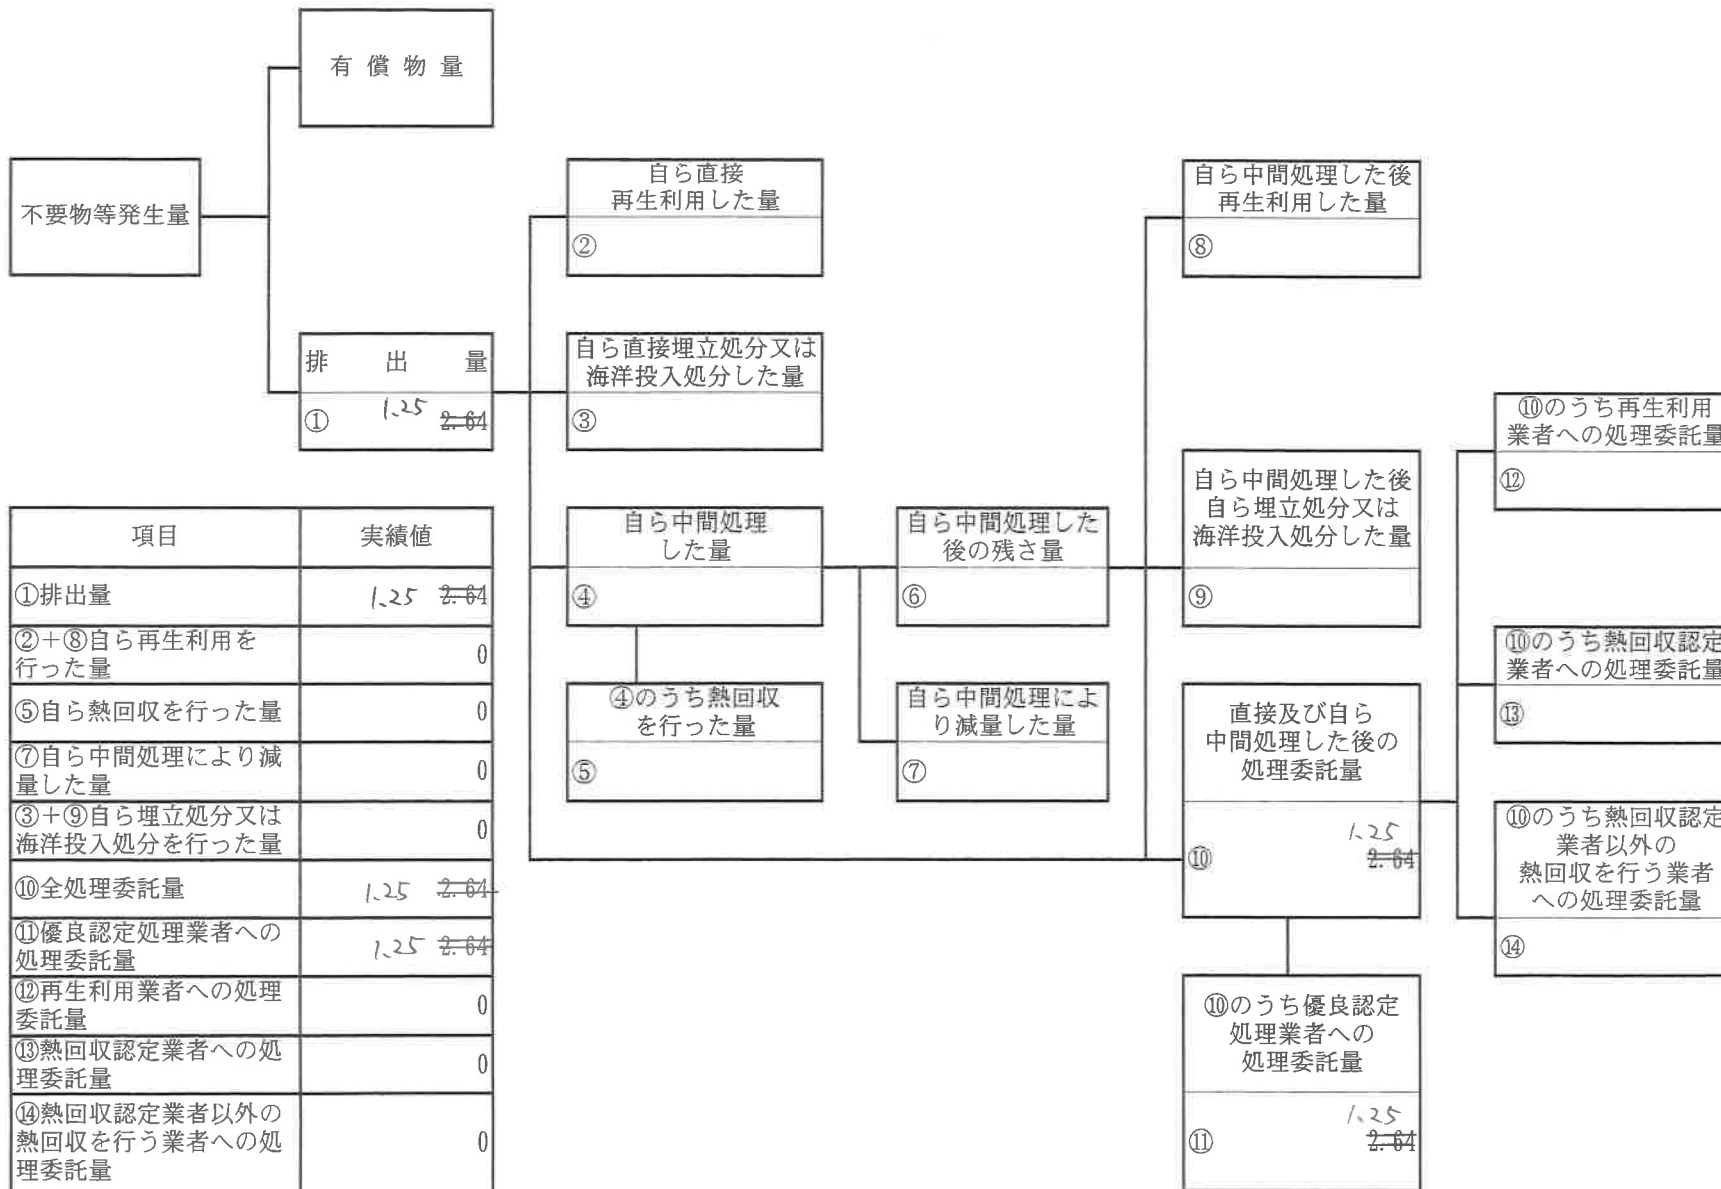 有償物量
不要物等発生量
自ら直接
再生利用した量
②
自ら中間処理した後
再生利用した量
⑧
排出量
① 1.25 2.64
自ら直接埋立処分又は
海洋投入処分した量
③
⑩のうち再生利用
業者への処理委託量
⑫
自ら中間処理した後
自ら埋立処分又は
海洋投入処分した量
⑨
自ら中間処理
した量
④
自ら中間処理した
後の残さ量
⑥
④のうち熱回収
を行った量
⑤
自ら中間処理によ
り減量した量
⑦
⑩のうち熱回収認定
業者への処理委託量
⑬
直接及び自ら
中間処理した後の
処理委託量
1.25
⑩ 2.64
⑩のうち熱回収認定
業者以外の
熱回収を行う業者
への処理委託量
⑭
⑩のうち優良認定
処理業者への
処理委託量
1.25
⑪ 2.64
項目 実績値
①排出量 1.25 2.64
②+⑧自ら再生利用を
行った量 0
⑤自ら熱回収を行った量 0
⑦自ら中間処理により減
量した量 0
③+⑨自ら埋立処分又は
海洋投入処分を行った量 0
⑩全処理委託量 1.25 2.64
⑪優良認定処理業者への
処理委託量 1.25 2.64
⑫再生利用業者への処理
委託量 0
⑬熱回収認定業者への処
理委託量 0
⑭熱回収認定業者以外の
熱回収を行う業者への処
理委託量 0